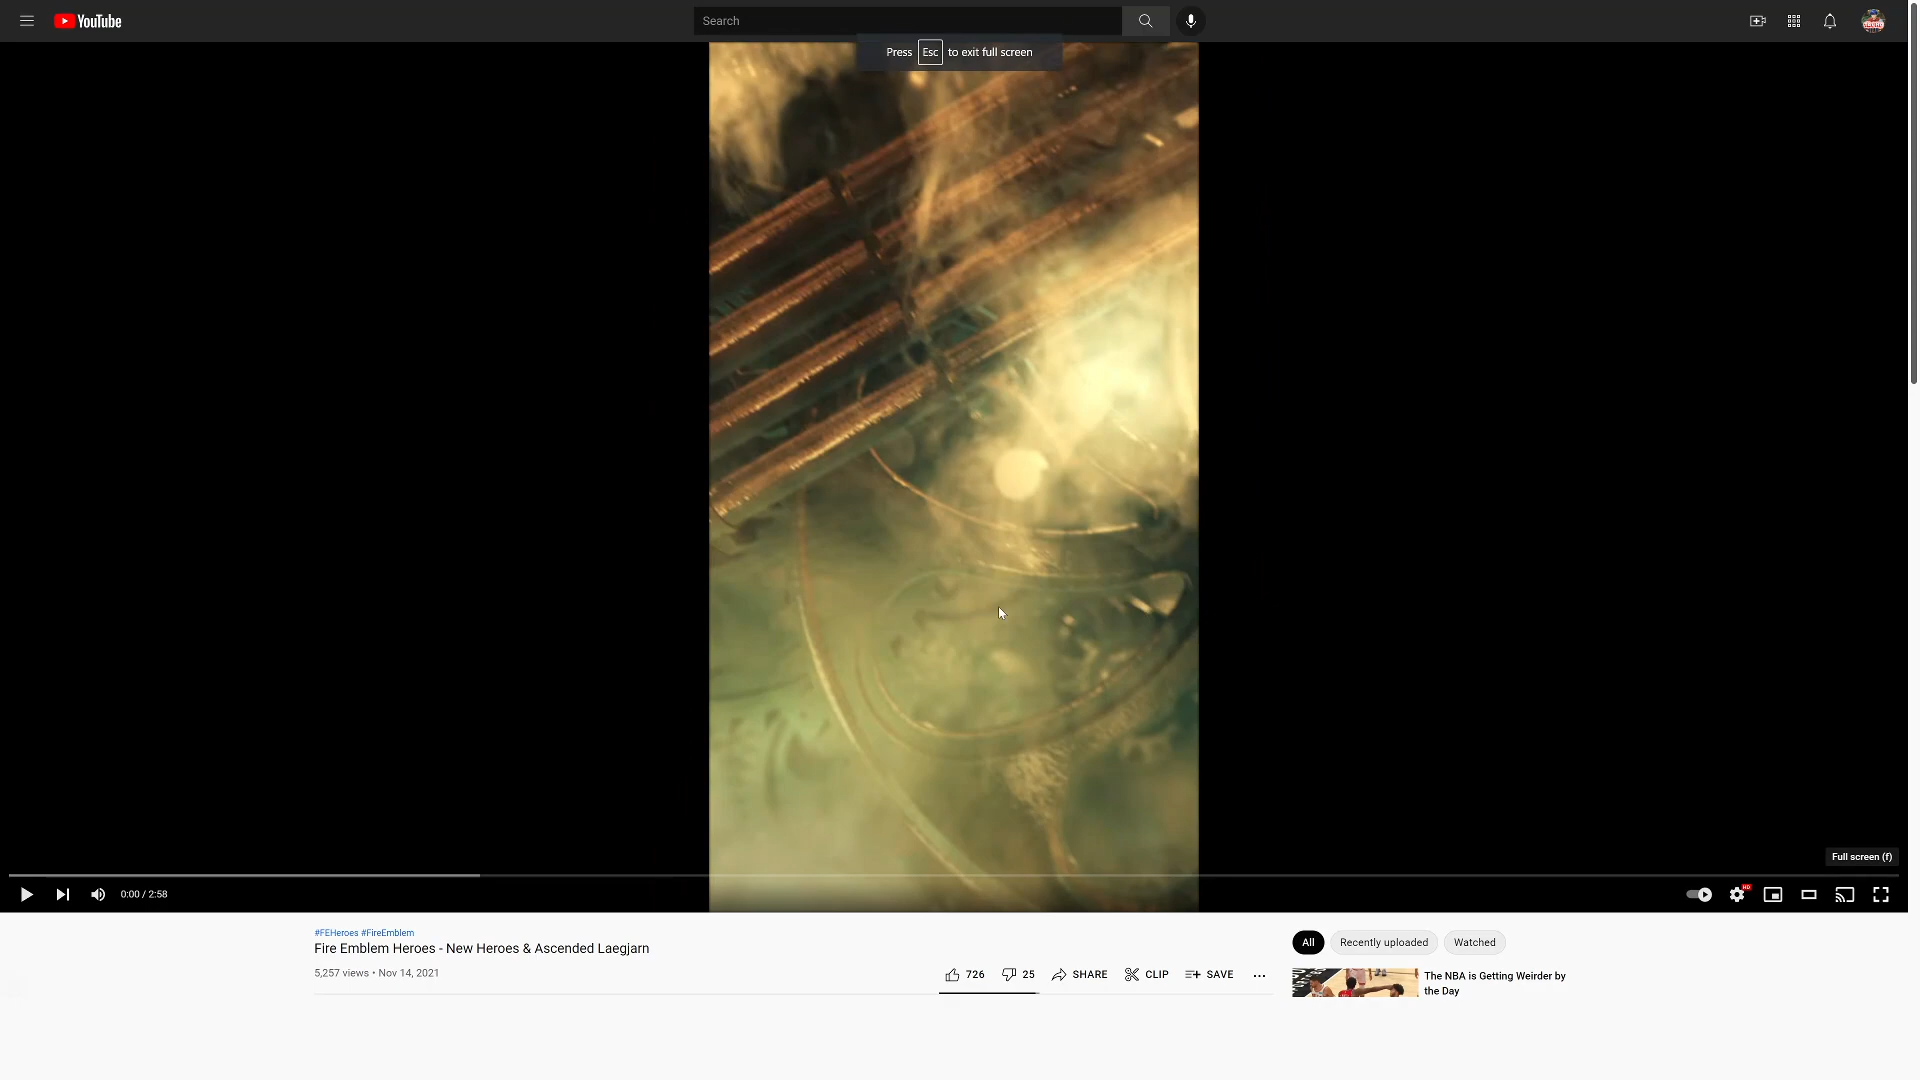 YouTube
Search
Press Esc to exit full screen
Full screen (f)
0:00 / 2:58
HD
#FEHeroes #FireEmblem
Fire Emblem Heroes - New Heroes & Ascended Laegjarn
5,257 views • Nov 14, 2021
726
25
SHARE
CLIP
SAVE
All
Recently uploaded
Watched
The NBA is Getting Weirder by
the Day